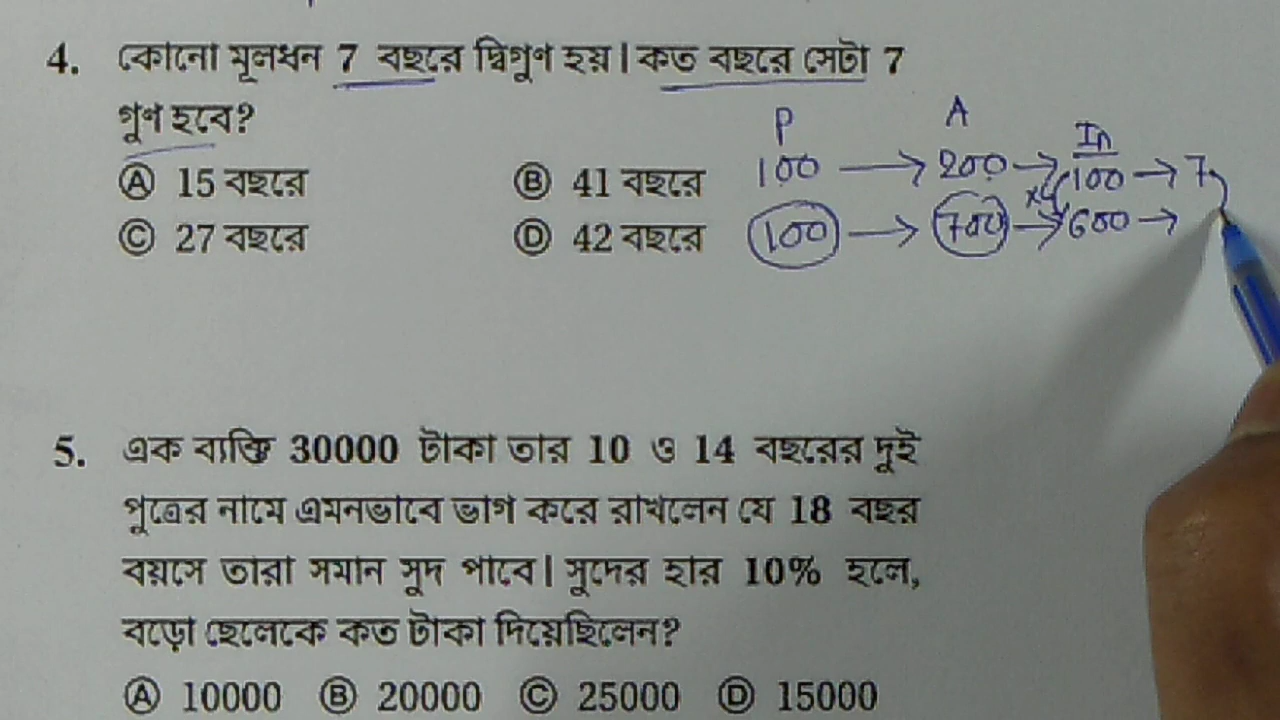 4. কোনো মূলধন 7 বছরে দ্বিগুণ হয়। কত বছরে সেটা 7
গুণ হবে?
P A In
Ⓐ 15 বছরে Ⓑ 41 বছরে 100 → 200 → 100 → 7
Ⓒ 27 বছরে Ⓓ 42 বছরে 100 → 700 → 600 →
5. এক ব্যক্তি 30000 টাকা তার 10 ও 14 বছরের দুই
পুত্রের নামে এমনভাবে ভাগ করে রাখলেন যে 18 বছর
বয়সে তারা সমান সুদ পাবে। সুদের হার 10% হলে,
বড়ো ছেলেকে কত টাকা দিয়েছিলেন?
Ⓐ 10000 Ⓑ 20000 Ⓒ 25000 Ⓓ 15000